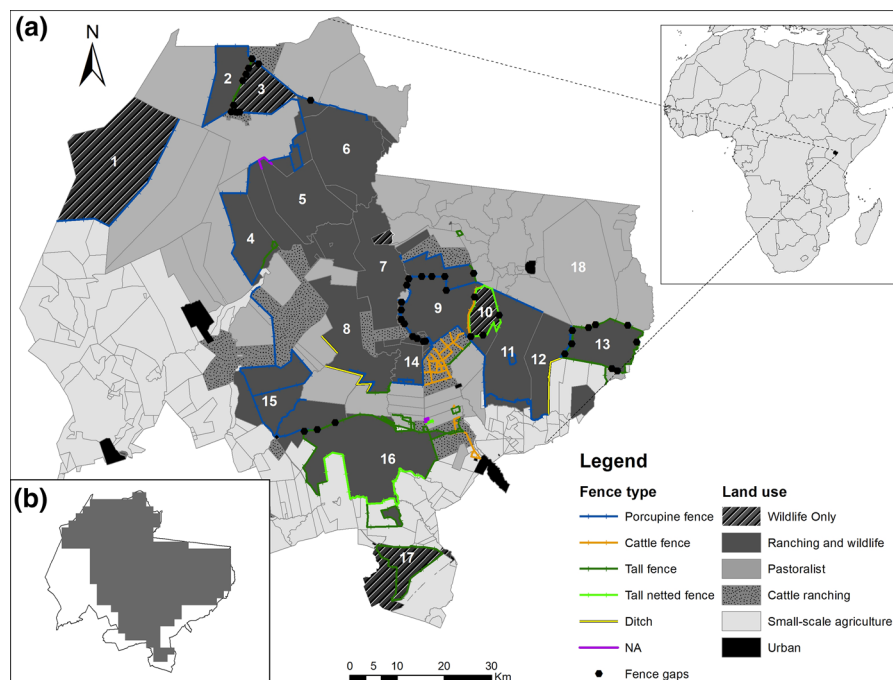 (a)
N
1
2
3
4
5
6
7
8
9
10
11
12
13
14
15
16
17
18
(b)
0 5 10 20 30
Km
Legend
Fence type
Porcupine fence
Cattle fence
Tall fence
Tall netted fence
Ditch
NA
Fence gaps
Land use
Wildlife Only
Ranching and wildlife
Pastoralist
Cattle ranching
Small-scale agriculture
Urban